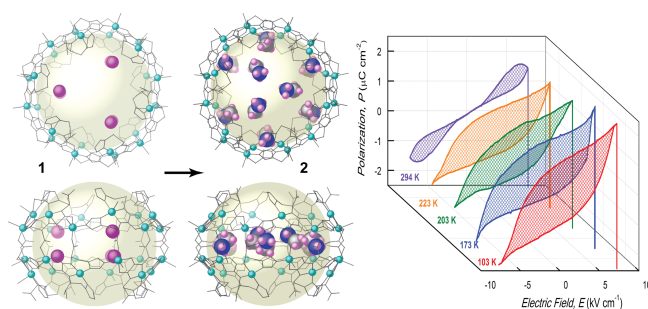 1
2
Polarization, P (μC cm⁻²)
2
1
0
-1
-2
294 K
223 K
203 K
173 K
103 K
-10
-5
0
5
10
Electric Field, E (kV cm⁻¹)